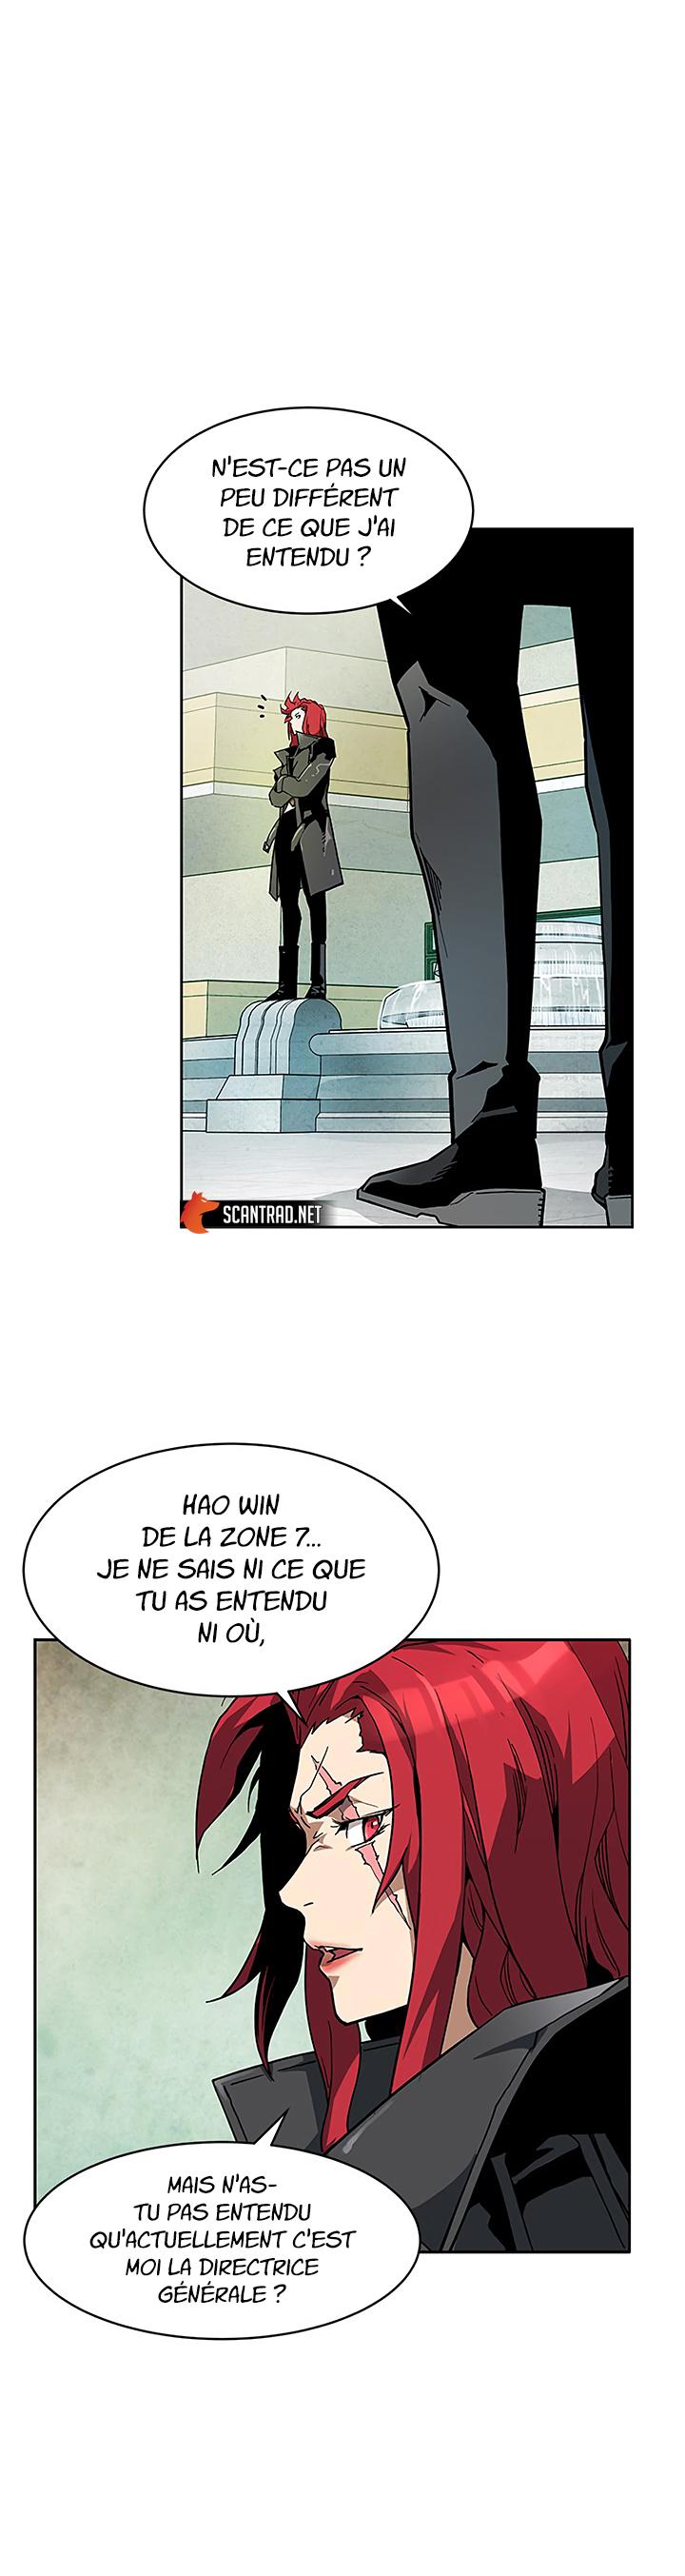 N'EST-CE PAS UN
PEU DIFFÉRENT
DE CE QUE J'AI
ENTENDU ?
SCANTRAD.NET
HAO WIN
DE LA ZONE 7...
JE NE SAIS NI CE QUE
TU AS ENTENDU
NI OÙ,
MAIS N'AS-
TU PAS ENTENDU
QU'ACTUELLEMENT C'EST
MOI LA DIRECTRICE
GÉNÉRALE ?